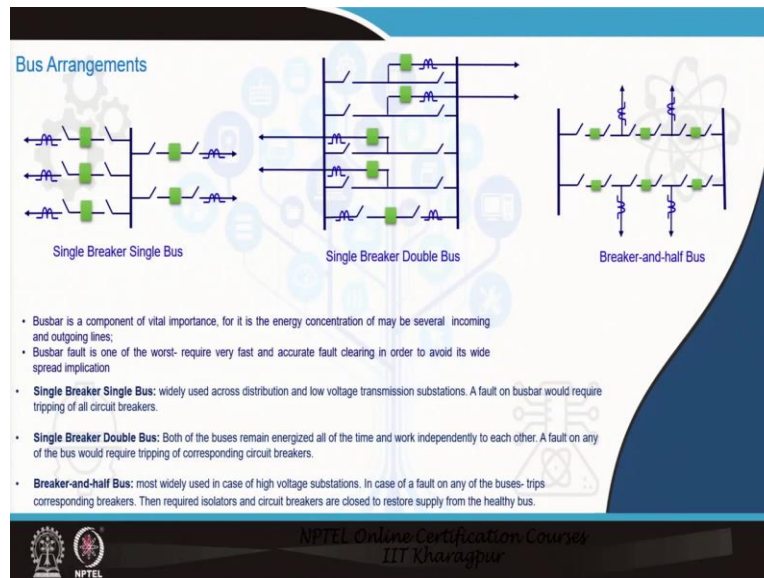 Bus Arrangements
Single Breaker Single Bus
Single Breaker Double Bus
Breaker-and-half Bus
• Busbar is a component of vital importance, for it is the energy concentration of may be several incoming
and outgoing lines;
• Busbar fault is one of the worst- require very fast and accurate fault clearing in order to avoid its wide
spread implication
• Single Breaker Single Bus: widely used across distribution and low voltage transmission substations. A fault on busbar would require
tripping of all circuit breakers.
• Single Breaker Double Bus: Both of the buses remain energized all of the time and work independently to each other. A fault on any
of the bus would require tripping of corresponding circuit breakers.
• Breaker-and-half Bus: most widely used in case of high voltage substations. In case of a fault on any of the buses- trips
corresponding breakers. Then required isolators and circuit breakers are closed to restore supply from the healthy bus.
NPTEL Online Certification Courses
IIT Kharagpur
NPTEL